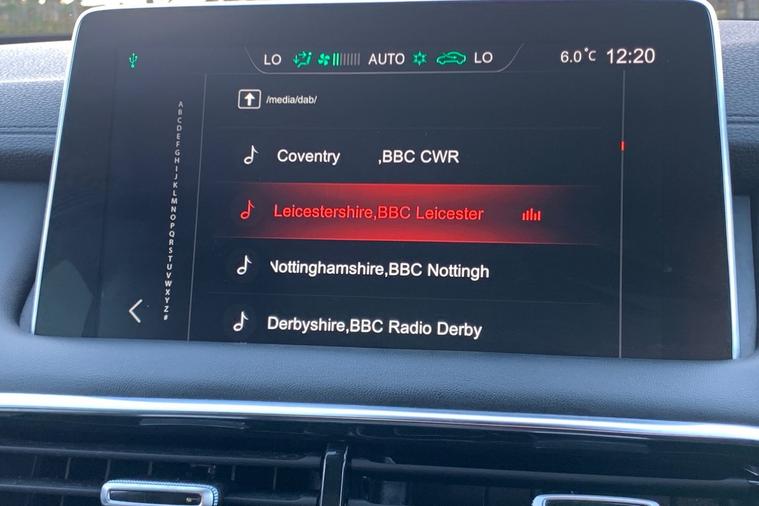 LO AUTO LO 6.0°C 12:20
/media/dab/
A
B
C
D
E
F
G
H
I
J
K
L
M
N
O
P
Q
R
S
T
U
V
W
X
Y
Z
#
Coventry ,BBC CWR
Leicestershire,BBC Leicester
Nottinghamshire,BBC Nottingh
Derbyshire,BBC Radio Derby